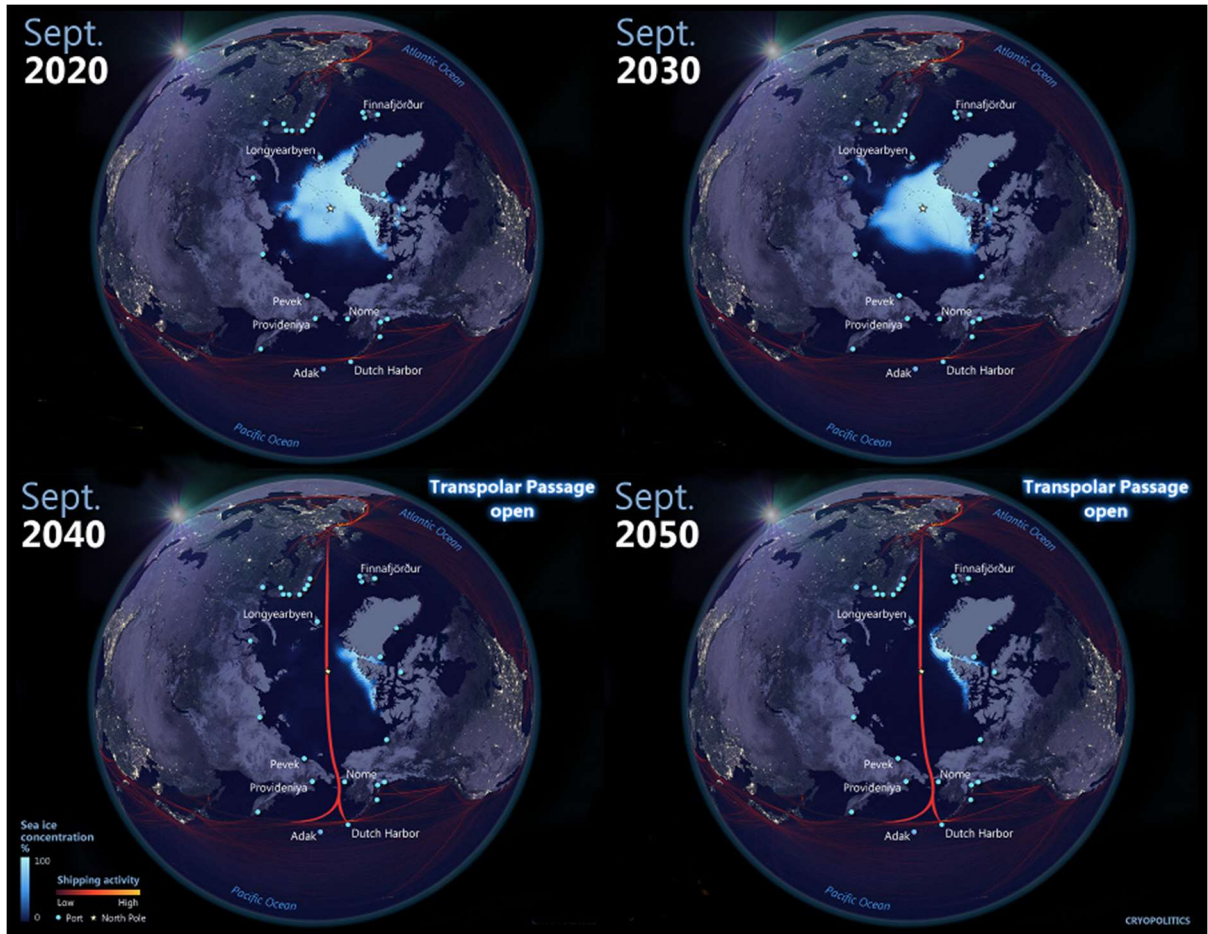 Sept.
2020
Atlantic Ocean
Finnafjörður
Longyearbyen
Pevek
Nome
Provideniya
Adak
Dutch Harbor
Pacific Ocean
Sept.
2030
Atlantic Ocean
Finnafjörður
Longyearbyen
Pevek
Nome
Provideniya
Adak
Dutch Harbor
Pacific Ocean
Sept.
2040
Transpolar Passage
open
Atlantic Ocean
Finnafjörður
Longyearbyen
Pevek
Nome
Provideniya
Adak
Dutch Harbor
Pacific Ocean
Sea ice
concentration
%
100
0
Shipping activity
Low High
Port North Pole
Sept.
2050
Transpolar Passage
open
Atlantic Ocean
Finnafjörður
Longyearbyen
Pevek
Nome
Provideniya
Adak
Dutch Harbor
Pacific Ocean
CRYOPOLITICS